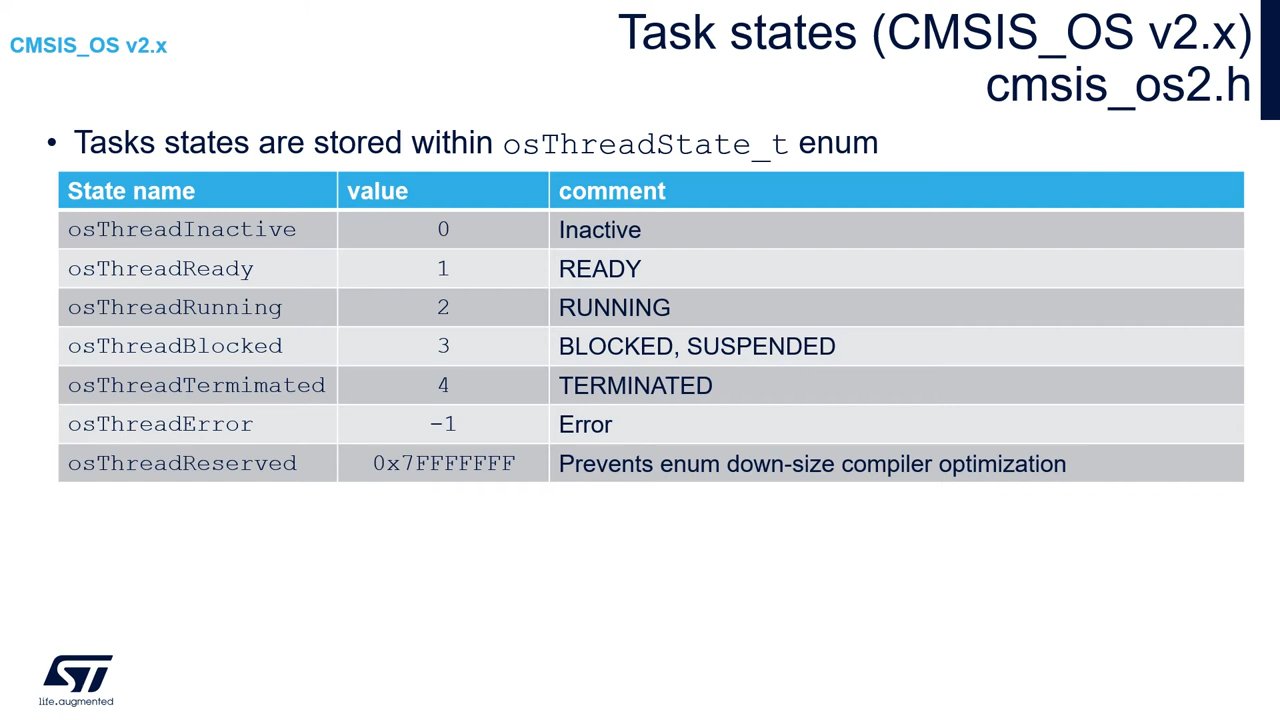 CMSIS_OS v2.x
Task states (CMSIS_OS v2.x)
cmsis_os2.h
• Tasks states are stored within osThreadState_t enum
State name value comment
osThreadInactive 0 Inactive
osThreadReady 1 READY
osThreadRunning 2 RUNNING
osThreadBlocked 3 BLOCKED, SUSPENDED
osThreadTermimated 4 TERMINATED
osThreadError -1 Error
osThreadReserved 0x7FFFFFFF Prevents enum down-size compiler optimization
ST
life.augmented